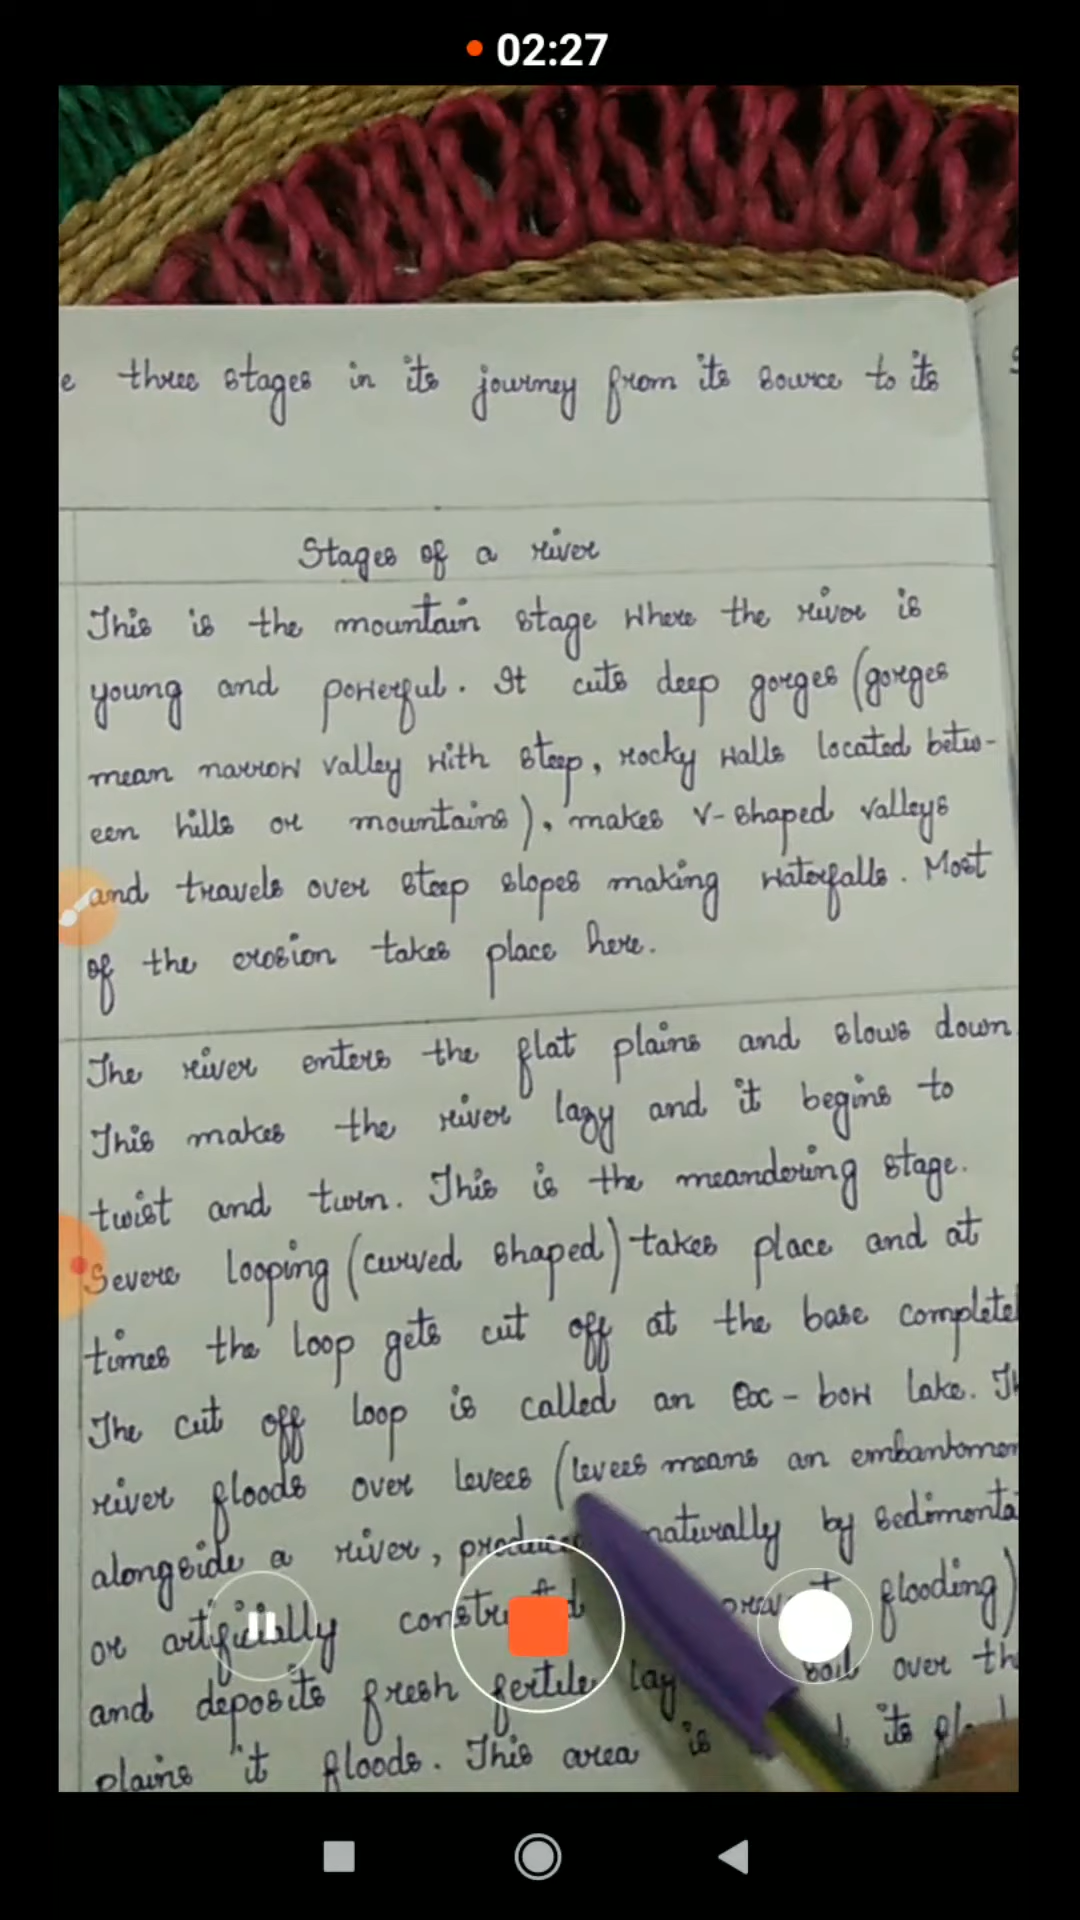 02:27
e three stages in its journey from its source to its
Stages of a river
This is the mountain stage where the river is
young and powerful. It cuts deep gorges (gorges
mean narrow valley with steep, rocky walls located betw-
een hills or mountains), makes V-shaped valleys
and travels over steep slopes making waterfalls. Most
of the erosion takes place here.
The river enters the flat plains and slows down
This makes the river lazy and it begins to
twist and turn. This is the meandering stage.
Severe looping (curved shaped) takes place and at
times the loop gets cut off at the base complete
The cut off loop is called an Ox-bow lake. Th
river floods over levees (levees means an embankmen
alongside a river, produced naturally by sedimenta
or artificially flooding)
and deposits fresh fertile soil over th
plains it floods. This area is its